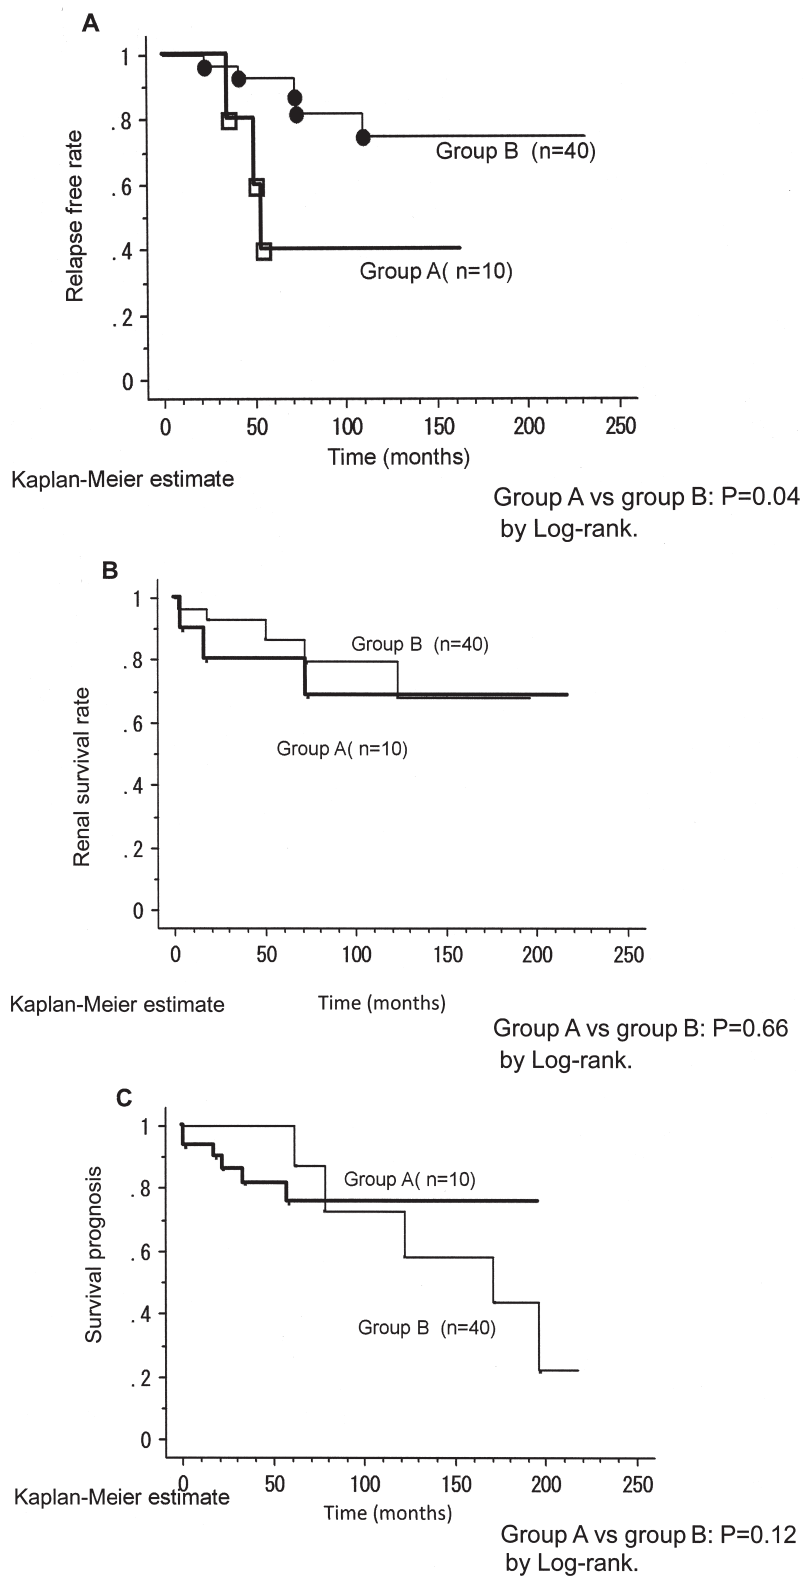 A
Relapse free rate
1
.8
.6
.4
.2
0
Group B (n=40)
Group A( n=10)
0 50 100 150 200 250
Time (months)
Kaplan-Meier estimate
Group A vs group B: P=0.04
by Log-rank.
B
Renal survival rate
1
.8
.6
.4
.2
0
Group B (n=40)
Group A( n=10)
0 50 100 150 200 250
Time (months)
Kaplan-Meier estimate
Group A vs group B: P=0.66
by Log-rank.
C
Survival prognosis
1
.8
.6
.4
.2
0
Group A( n=10)
Group B (n=40)
0 50 100 150 200 250
Time (months)
Kaplan-Meier estimate
Group A vs group B: P=0.12
by Log-rank.